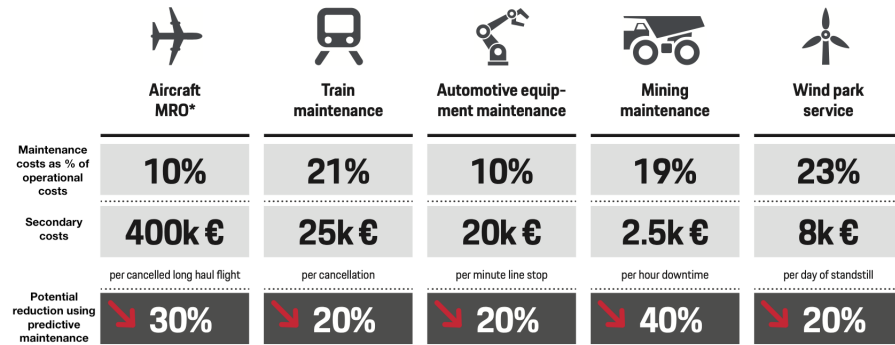 Aircraft
MRO*
Train
maintenance
Automotive equip-
ment maintenance
Mining
maintenance
Wind park
service
Maintenance
costs as % of
operational
costs
10%
21%
10%
19%
23%
Secondary
costs
400k €
25k €
20k €
2.5k €
8k €
per cancelled long haul flight
per cancellation
per minute line stop
per hour downtime
per day of standstill
Potential
reduction using
predictive
maintenance
30%
20%
20%
40%
20%